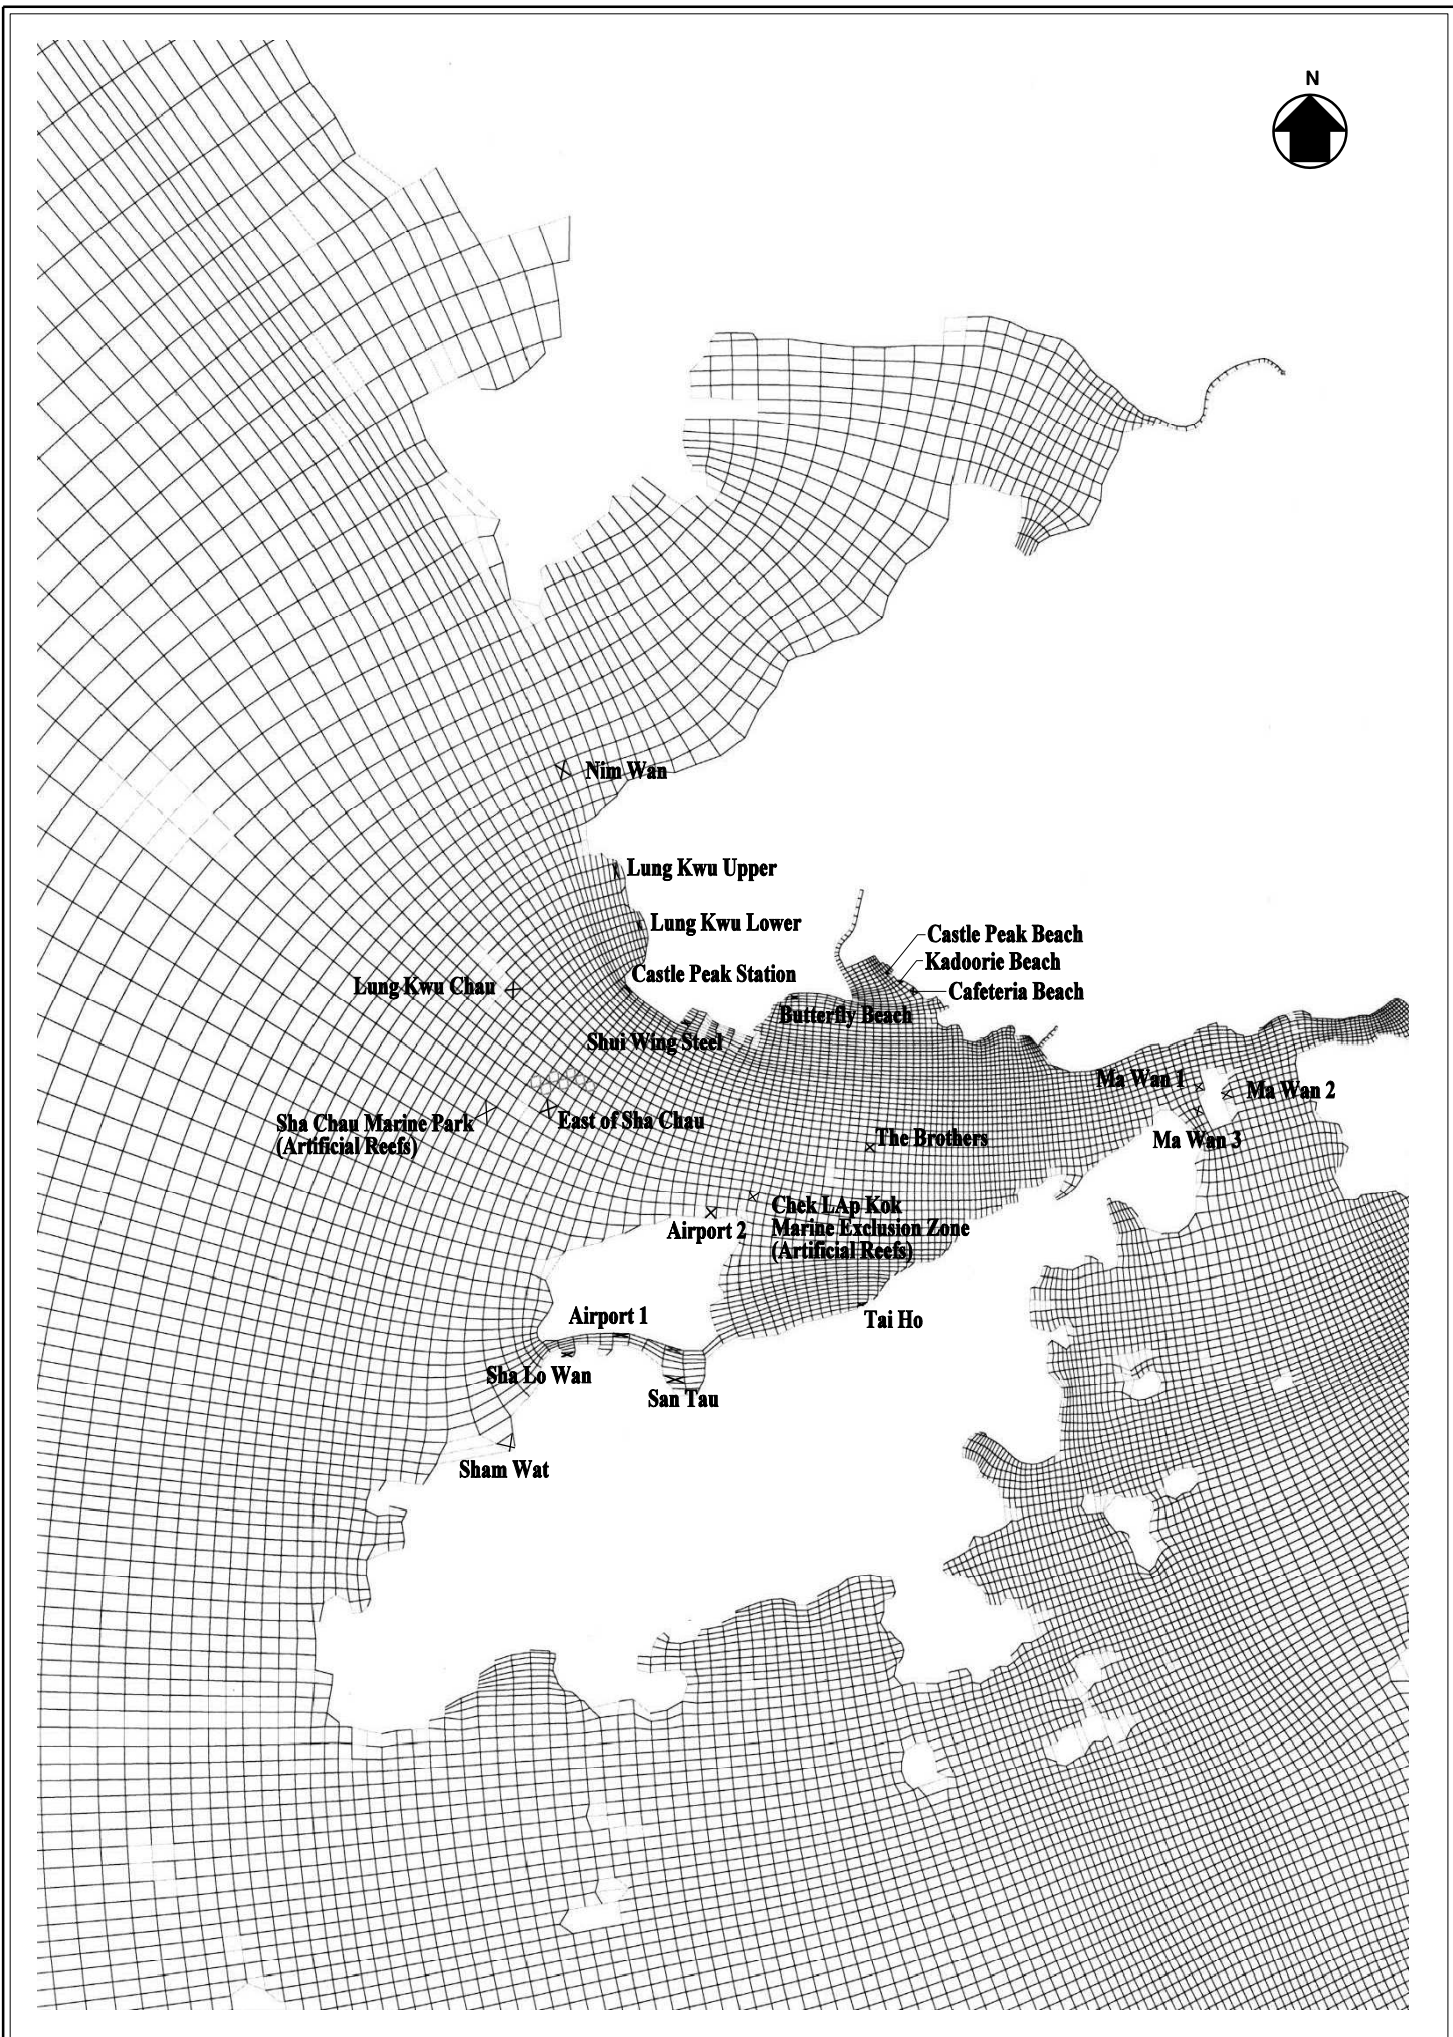 N
Nim Wan
Lung Kwu Upper
Lung Kwu Lower
Castle Peak Beach
Kadoorie Beach
Castle Peak Station
Lung Kwu Chau
Cafeteria Beach
Butterfly Beach
Shui Wing Steel
Ma Wan 1
Ma Wan 2
Sha Chau Marine Park
(Artificial Reefs)
East of Sha Chau
The Brothers
Ma Wan 3
Chek LAp Kok
Marine Exclusion Zone
(Artificial Reefs)
Airport 2
Airport 1
Tai Ho
Sha Lo Wan
San Tau
Sham Wat